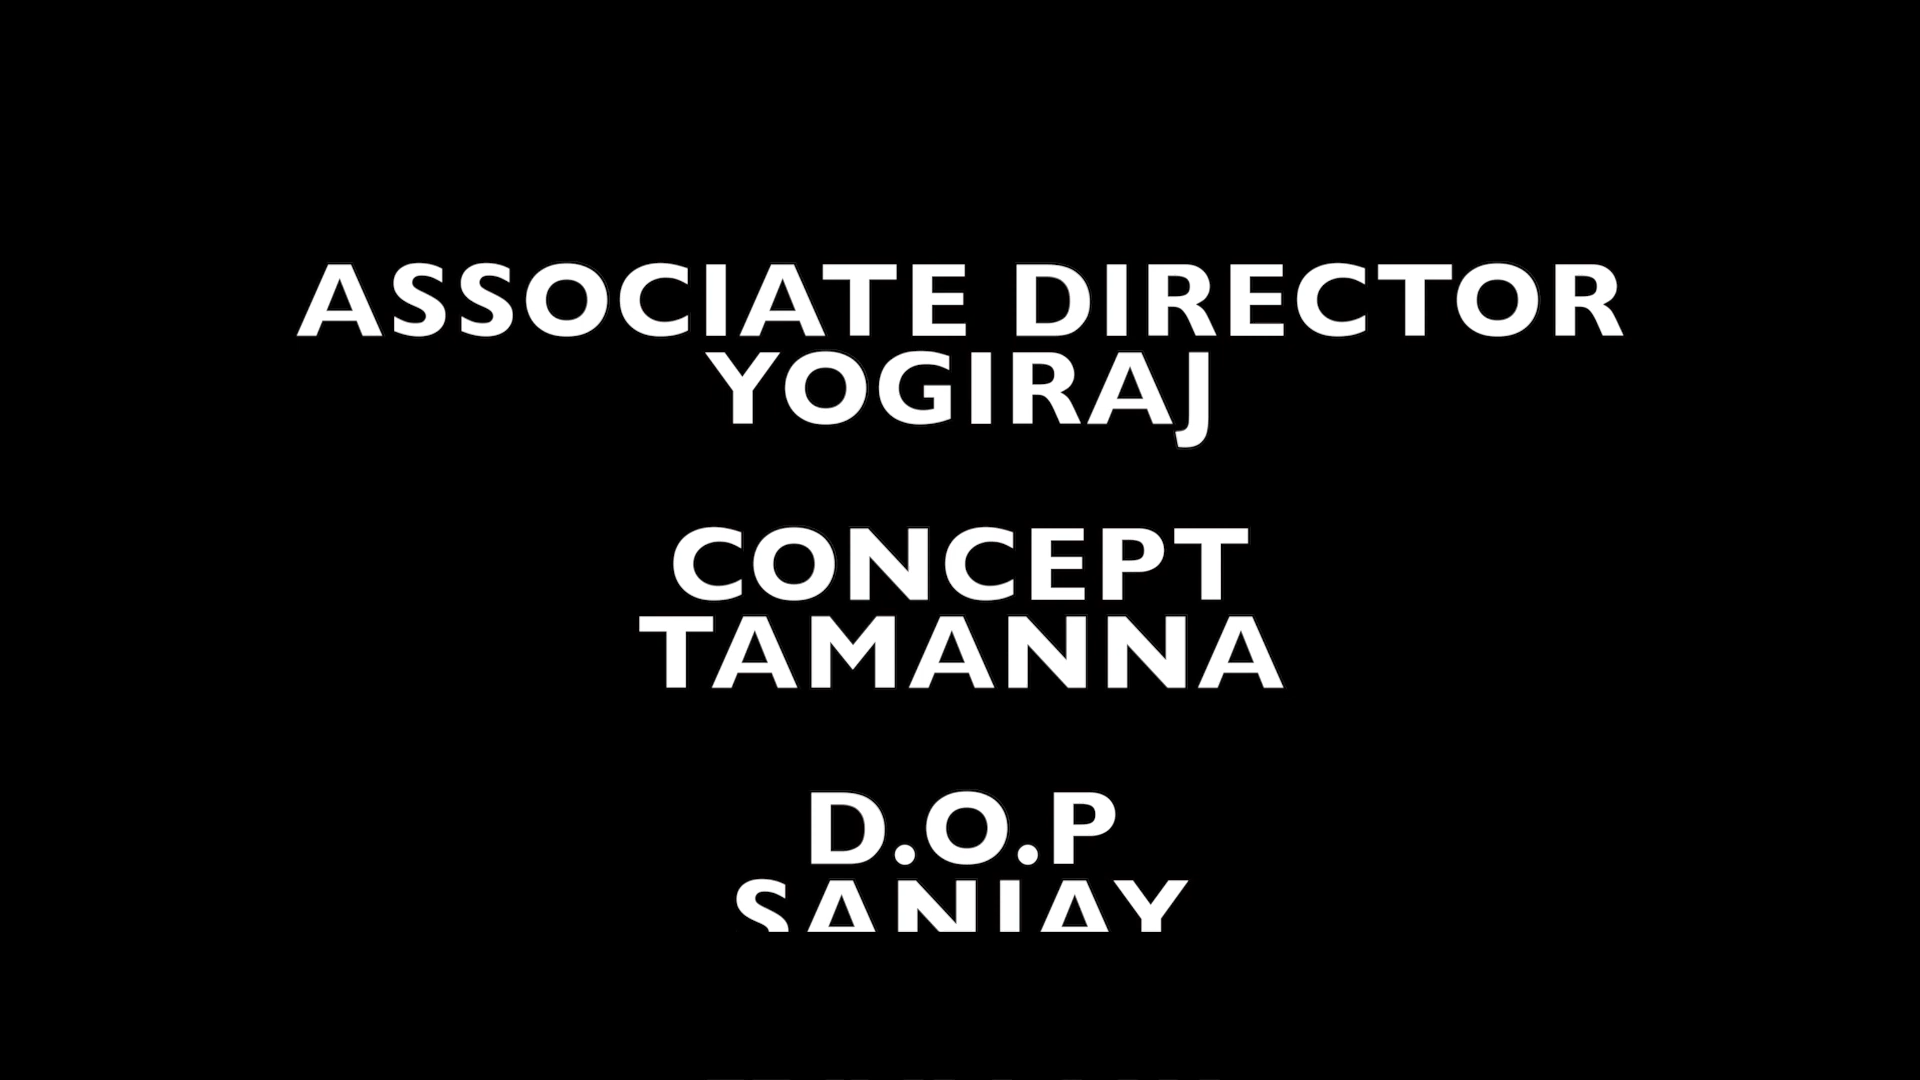 ASSOCIATE DIRECTOR
YOGIRAJ
CONCEPT
TAMANNA
D.O.P
SANJAY